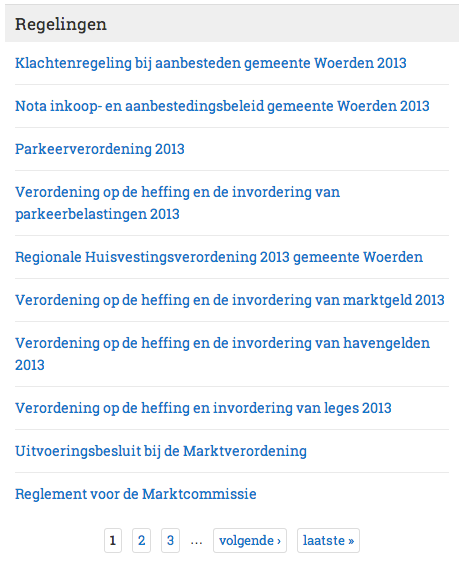 Regelingen
Klachtenregeling bij aanbesteden gemeente Woerden 2013
Nota inkoop- en aanbestedingsbeleid gemeente Woerden 2013
Parkeerverordening 2013
Verordening op de heffing en de invordering van
parkeerbelastingen 2013
Regionale Huisvestingsverordening 2013 gemeente Woerden
Verordening op de heffing en de invordering van marktgeld 2013
Verordening op de heffing en de invordering van havengelden
2013
Verordening op de heffing en invordering van leges 2013
Uitvoeringsbesluit bij de Marktverordening
Reglement voor de Marktcommissie
1 2 3 … volgende › laatste »